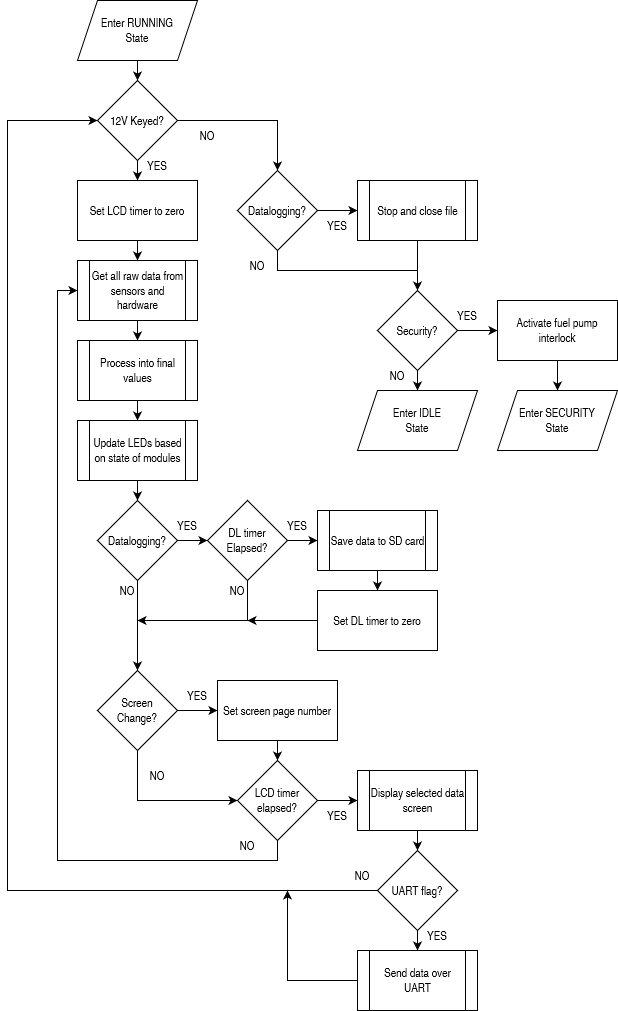 Enter RUNNING
State
12V Keyed?
NO
YES
Set LCD timer to zero
Datalogging?
YES
NO
Stop and close file
Get all raw data from
sensors and
hardware
Security?
YES
NO
Activate fuel pump
interlock
Process into final
values
Enter IDLE
State
Enter SECURITY
State
Update LEDs based
on state of modules
Datalogging?
YES
NO
DL timer
Elapsed?
YES
NO
Save data to SD card
Set DL timer to zero
Screen
Change?
YES
NO
Set screen page number
LCD timer
elapsed?
YES
NO
Display selected data
screen
UART flag?
NO
YES
Send data over
UART